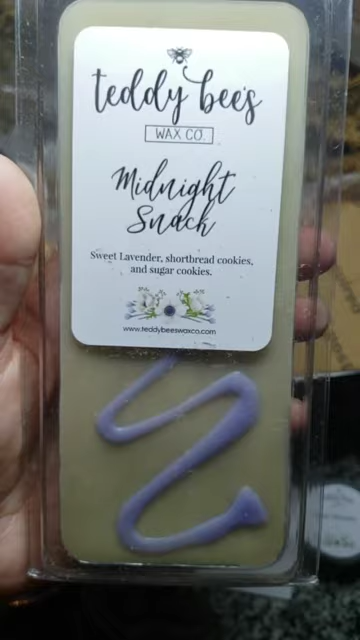 teddy bee's
WAX CO.
Midnight
Snack
Sweet Lavender, shortbread cookies,
and sugar cookies.
www.teddybeeswaxco.com